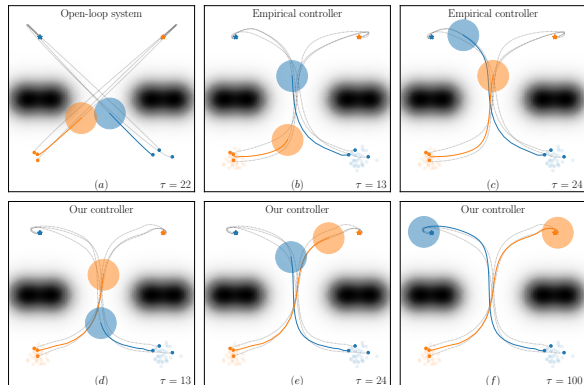 Open-loop system
(a)
τ = 22
Empirical controller
(b)
τ = 13
Empirical controller
(c)
τ = 24
Our controller
(d)
τ = 13
Our controller
(e)
τ = 24
Our controller
(f)
τ = 100